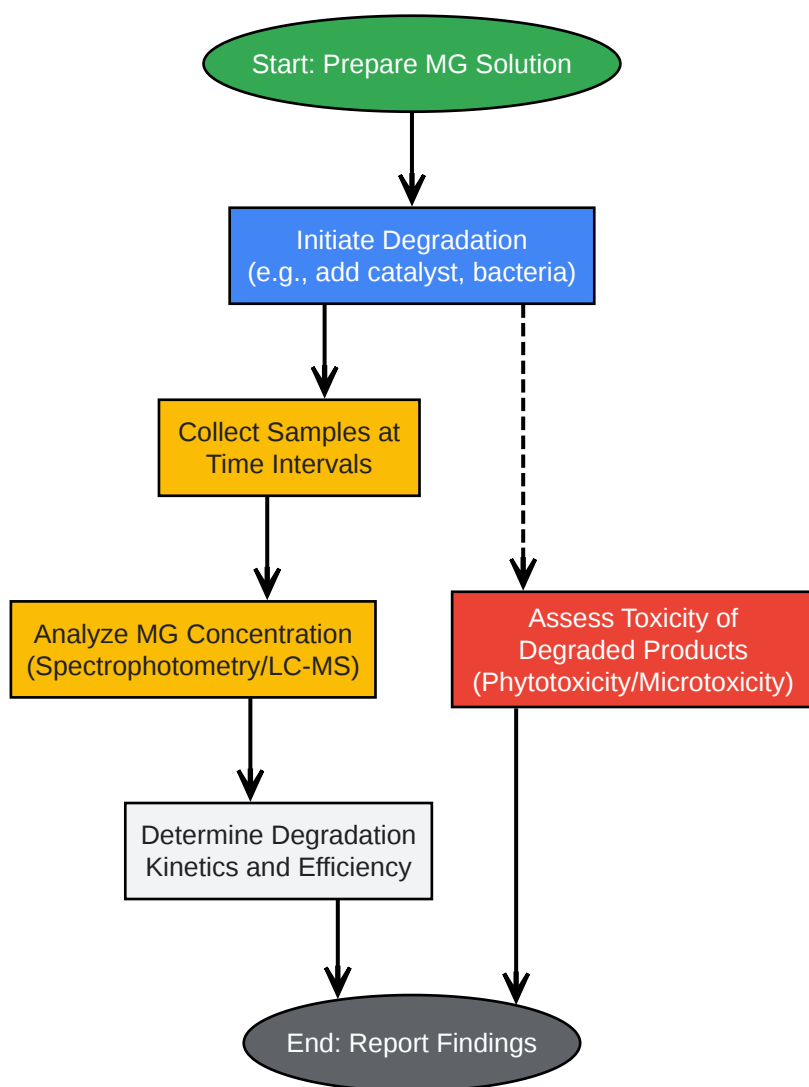 Start: Prepare MG Solution
Initiate Degradation
(e.g., add catalyst, bacteria)
Collect Samples at
Time Intervals
Analyze MG Concentration
(Spectrophotometry/LC-MS)
Assess Toxicity of
Degraded Products
(Phytotoxicity/Microtoxicity)
Determine Degradation
Kinetics and Efficiency
End: Report Findings